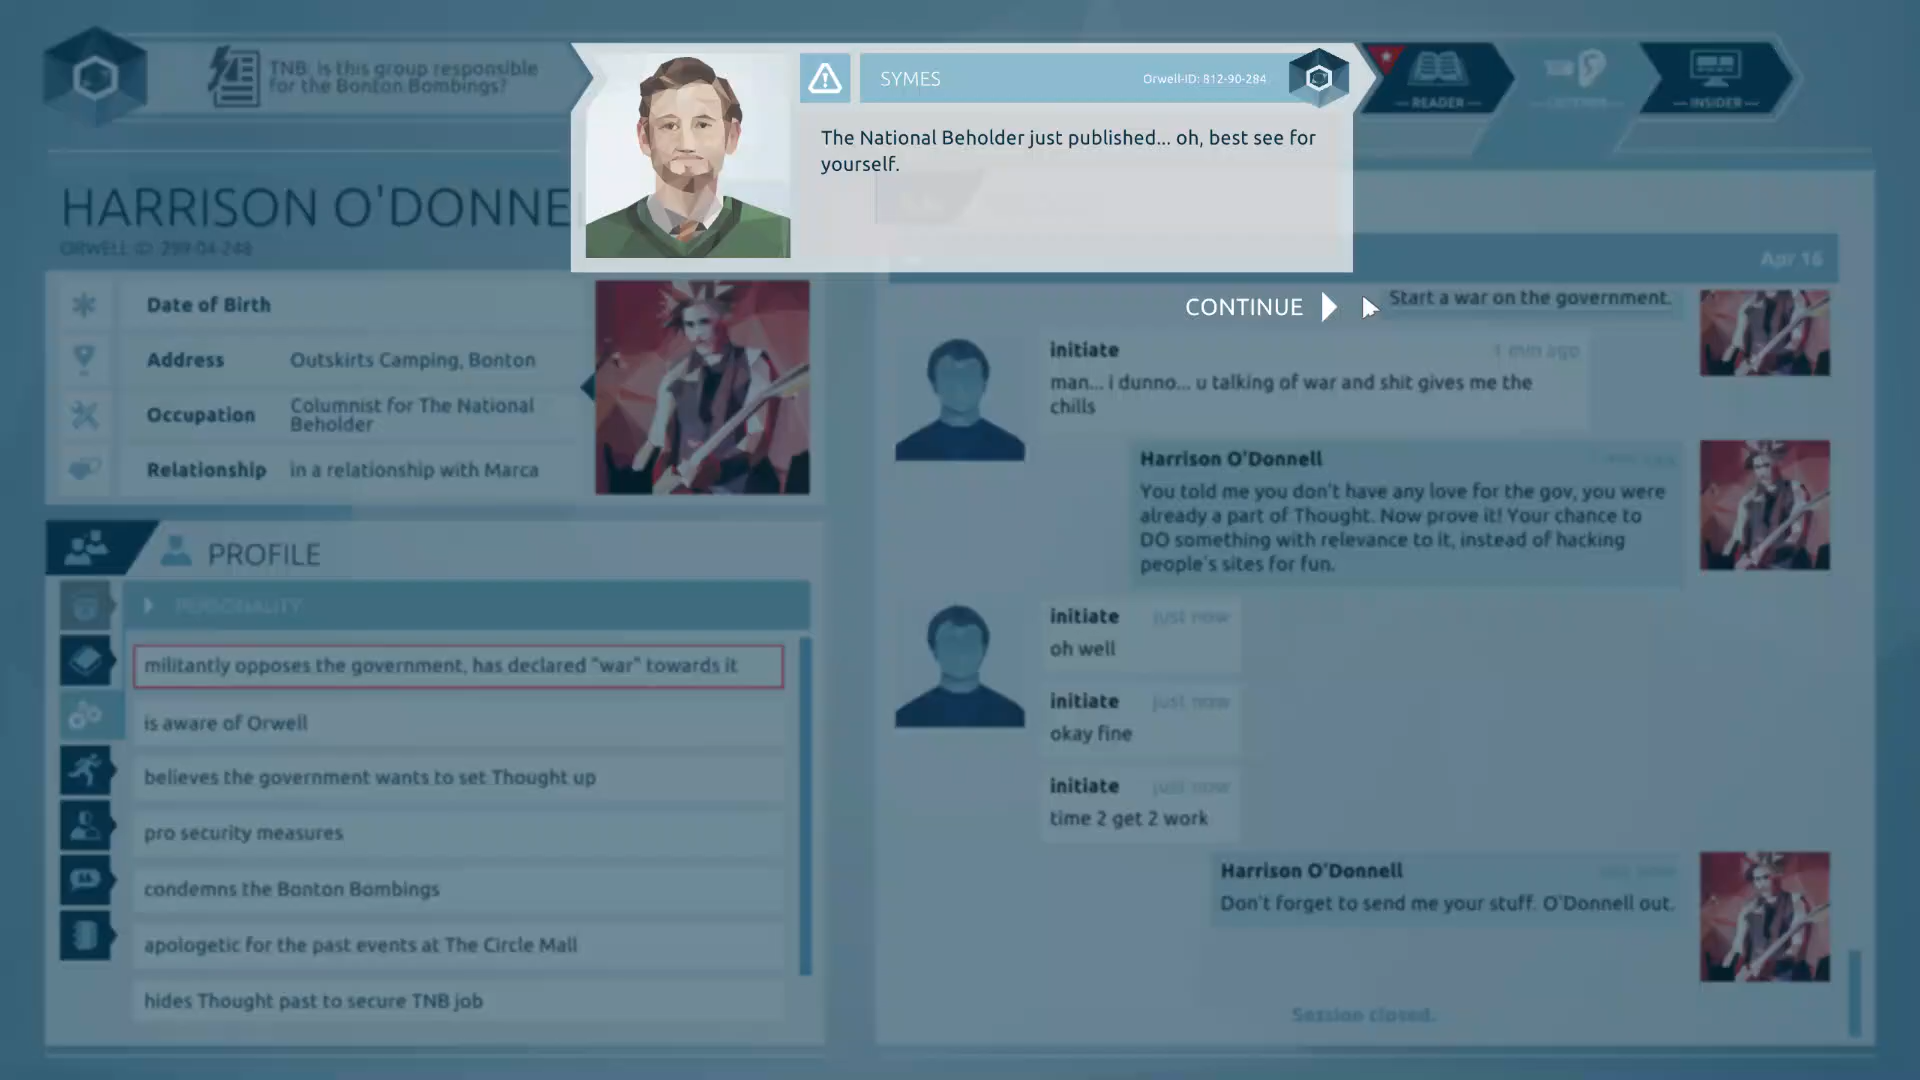 TNB: Is this group responsible
for the Bonton Bombings?
SYMES
Orwell-ID: 812-90-284
The National Beholder just published... oh, best see for
yourself.
CONTINUE
READER
LISTENER
INSIDER
HARRISON O'DONNE
ORWELL ID: 299-04-248
Date of Birth
Address
Outskirts Camping, Bonton
Occupation
Columnist for The National
Beholder
Relationship
in a relationship with Marca
PROFILE
PERSONALITY
militantly opposes the government, has declared "war" towards it
is aware of Orwell
believes the government wants to set Thought up
pro security measures
condemns the Bonton Bombings
apologetic for the past events at The Circle Mall
hides Thought past to secure TNB job
Apr 16
Start a war on the government.
initiate
1 min ago
man... i dunno... u talking of war and shit gives me the
chills
Harrison O'Donnell
You told me you don't have any love for the gov, you were
already a part of Thought. Now prove it! Your chance to
DO something with relevance to it, instead of hacking
people's sites for fun.
initiate
just now
oh well
initiate
just now
okay fine
initiate
just now
time 2 get 2 work
Harrison O'Donnell
just now
Don't forget to send me your stuff. O'Donnell out.
Session closed.